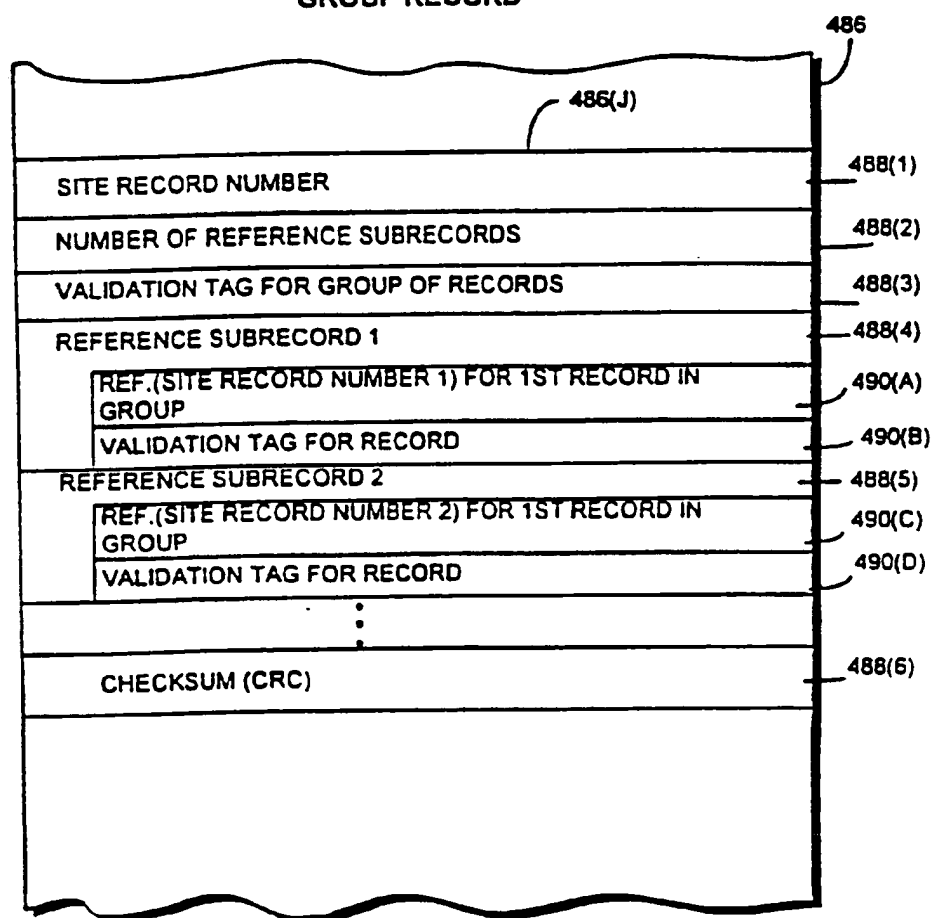 GROUP RECORD
486
486(J)
SITE RECORD NUMBER 488(1)
NUMBER OF REFERENCE SUBRECORDS 488(2)
VALIDATION TAG FOR GROUP OF RECORDS 488(3)
REFERENCE SUBRECORD 1 488(4)
REF.(SITE RECORD NUMBER 1) FOR 1ST RECORD IN 490(A)
GROUP
VALIDATION TAG FOR RECORD 490(B)
REFERENCE SUBRECORD 2 488(5)
REF.(SITE RECORD NUMBER 2) FOR 1ST RECORD IN 490(C)
GROUP
VALIDATION TAG FOR RECORD 490(D)
CHECKSUM (CRC) 488(6)